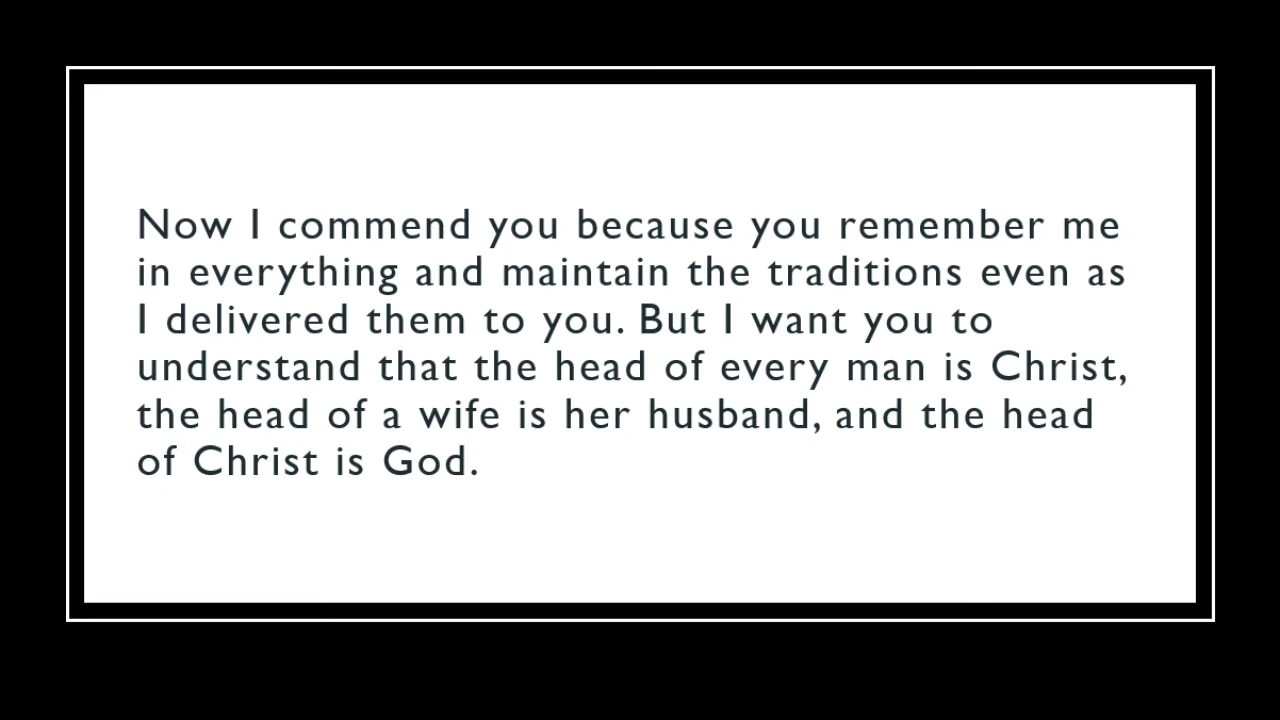 Now I commend you because you remember me
in everything and maintain the traditions even as
I delivered them to you. But I want you to
understand that the head of every man is Christ,
the head of a wife is her husband, and the head
of Christ is God.